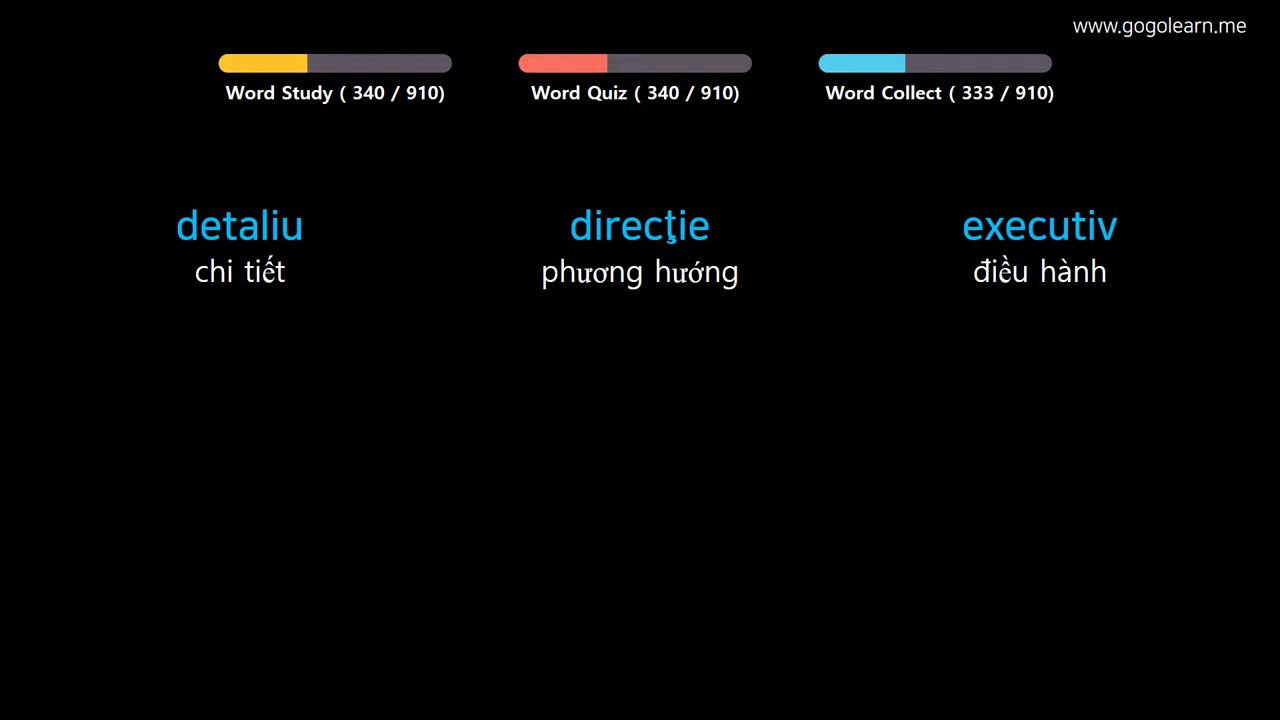 www.gogolearn.me
Word Study ( 340 / 910)
Word Quiz ( 340 / 910)
Word Collect ( 333 / 910)
detaliu
direcţie
executiv
chi tiết
phương hướng
điều hành